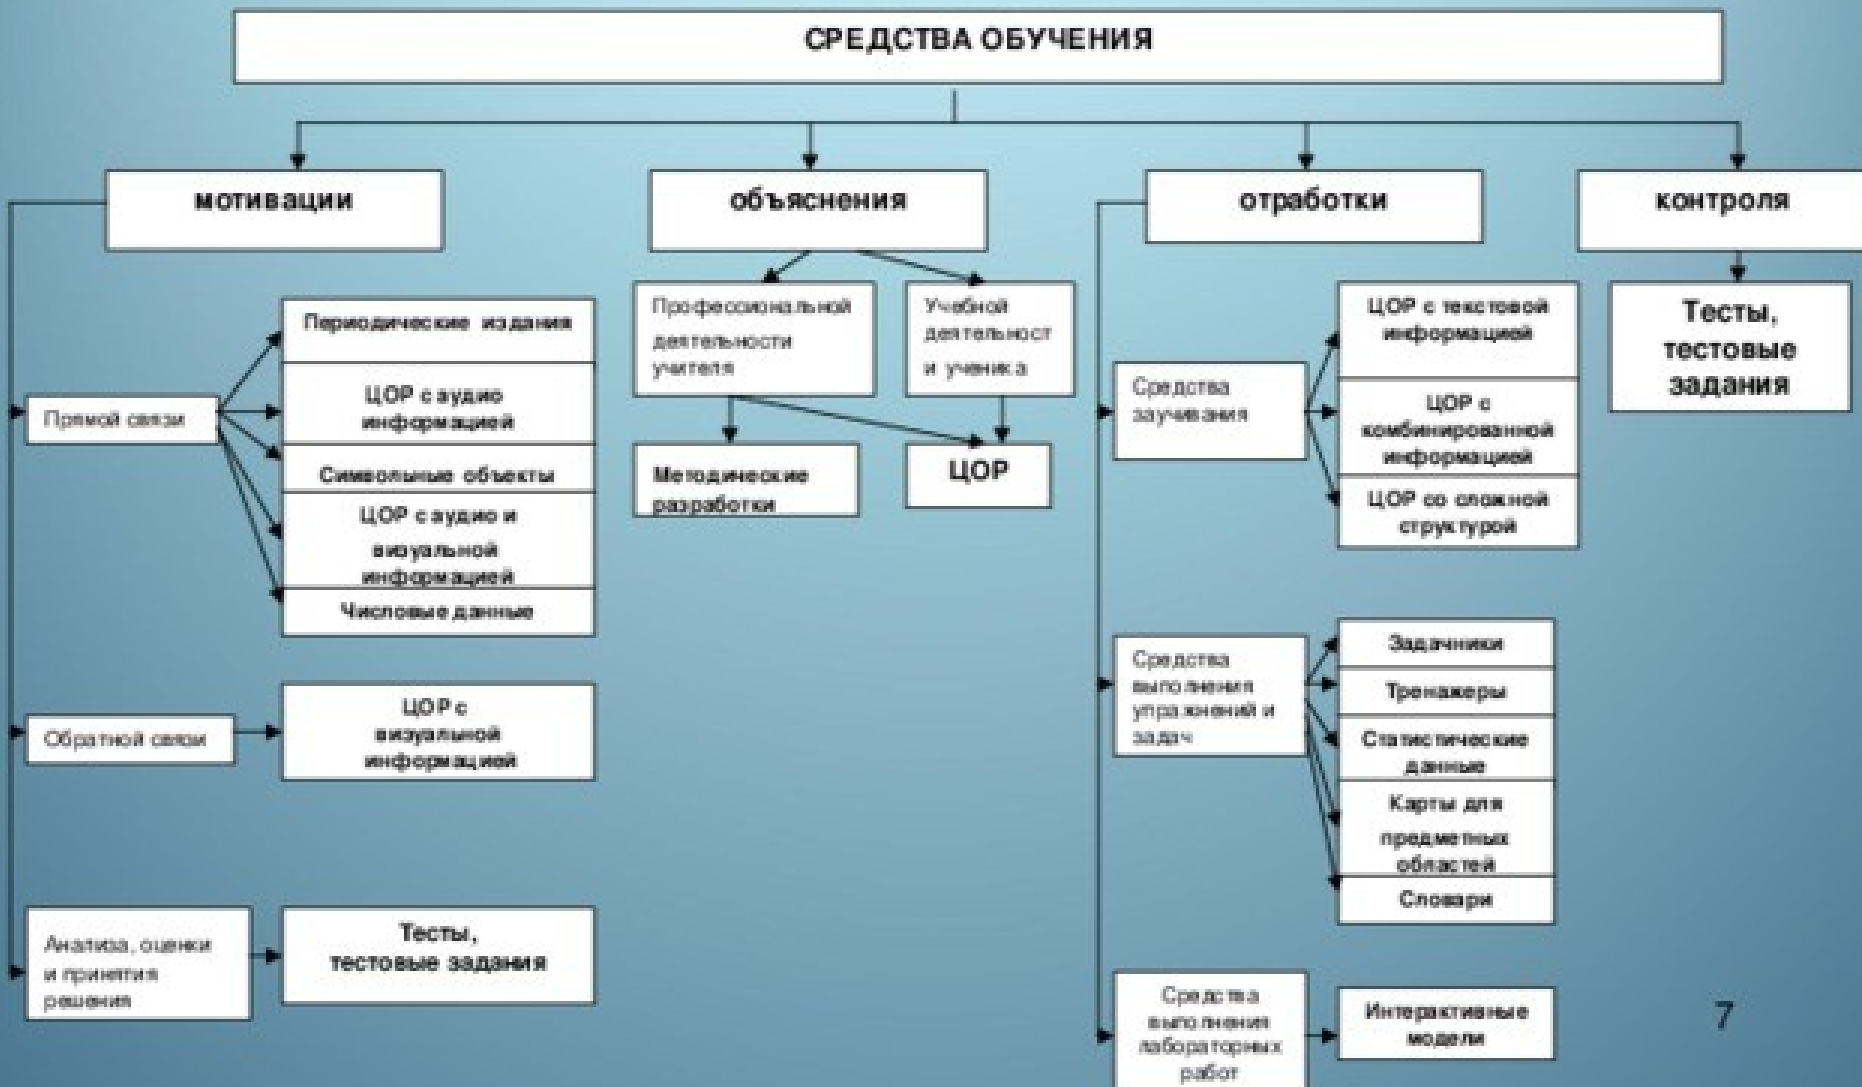 СРЕДСТВА ОБУЧЕНИЯ
мотивации
объяснения
отработки
контроля
Прямой связи
Периодические издания
ЦОР с аудио
информацией
Символьные объекты
ЦОР с аудио и
визуальной
информацией
Числовые данные
Обратной связи
ЦОР с
визуальной
информацией
Анализа, оценки
и принятия
решения
Тесты,
тестовые задания
Профессиональной
деятельности
учителя
Учебной
деятельност
и ученика
Методические
разработки
ЦОР
Средства
заучивания
ЦОР с текстовой
информацией
ЦОР с
комбинированной
информацией
ЦОР со сложной
структурой
Средства
выполнения
упражнений и
задач
Задачники
Тренажеры
Статистические
данные
Карты для
предметных
областей
Словари
Средства
выполнения
лабораторных
работ
Интерактивные
модели
Тесты,
тестовые
задания
7